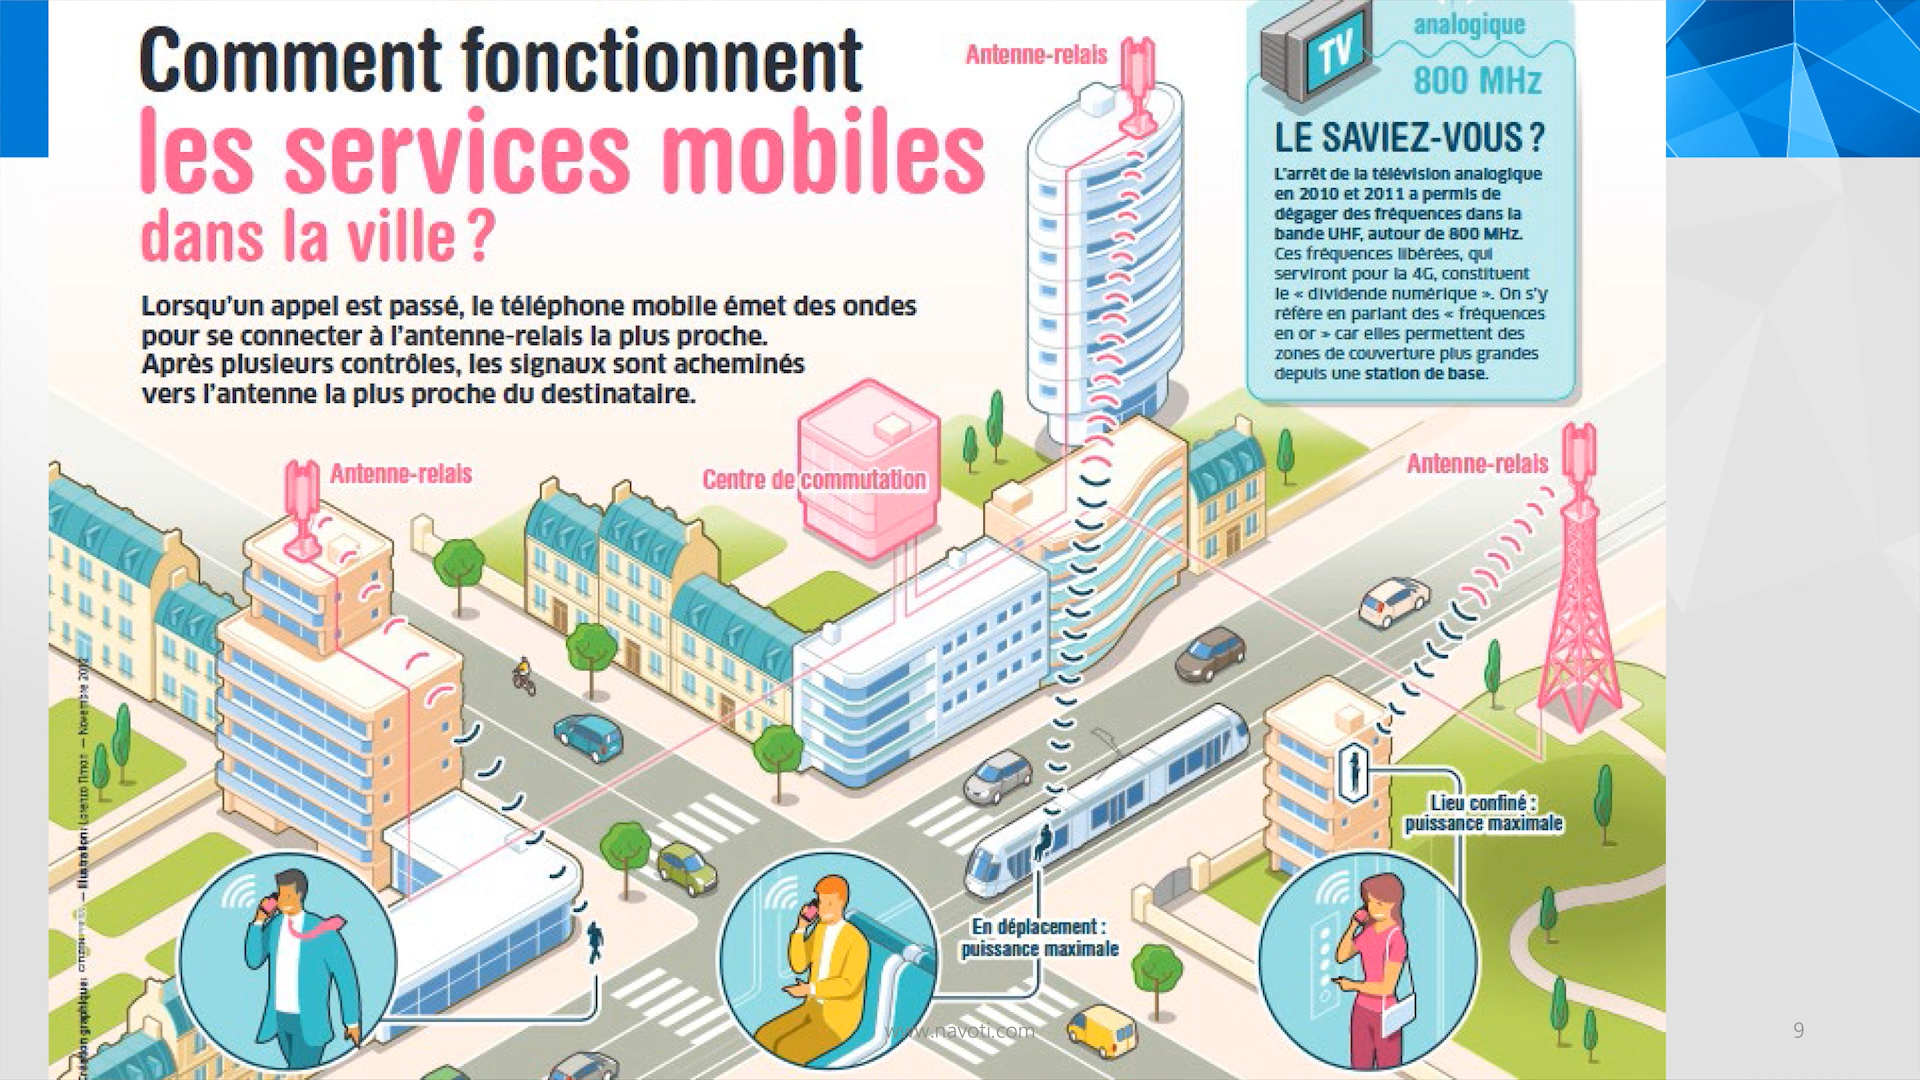 Comment fonctionnent
les services mobiles
dans la ville ?
Lorsqu'un appel est passé, le téléphone mobile émet des ondes
pour se connecter à l'antenne-relais la plus proche.
Après plusieurs contrôles, les signaux sont acheminés
vers l'antenne la plus proche du destinataire.
Antenne-relais
TV
analogique
800 MHz
LE SAVIEZ-VOUS ?
L'arrêt de la télévision analogique
en 2010 et 2011 a permis de
dégager des fréquences dans la
bande UHF, autour de 800 MHz.
Ces fréquences libérées, qui
serviront pour la 4G, constituent
le « dividende numérique ». On s'y
réfère en parlant des « fréquences
en or » car elles permettent des
zones de couverture plus grandes
depuis une station de base.
Antenne-relais
Centre de commutation
Antenne-relais
Lieu confiné :
puissance maximale
En déplacement :
puissance maximale
Création graphique: — Illustration: Lorenzo Timon — Novembre
www.navoti.com
9